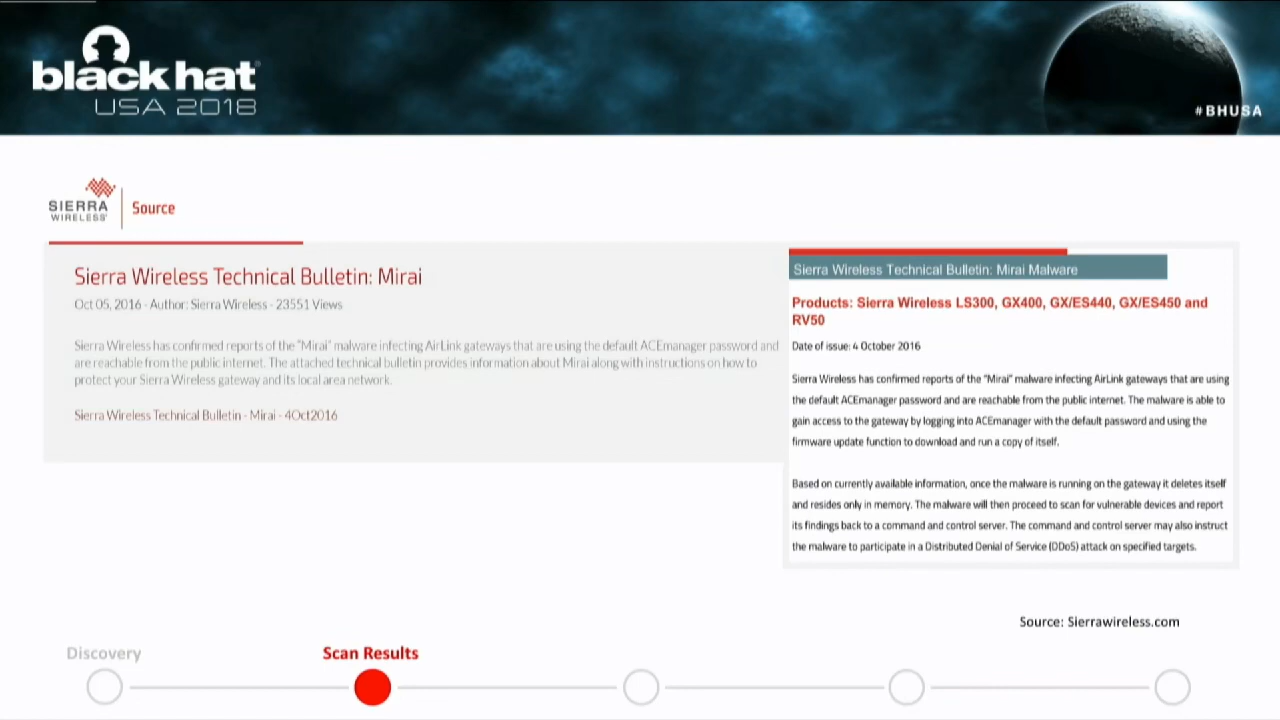 black hat
USA 2018
#BHUSA
SIERRA
WIRELESS
Source
Sierra Wireless Technical Bulletin: Mirai
Oct 05, 2016 - Author: Sierra Wireless - 23551 Views
Sierra Wireless has confirmed reports of the "Mirai" malware infecting AirLink gateways that are using the default ACEmanager password and
are reachable from the public internet. The attached technical bulletin provides information about Mirai along with instructions on how to
protect your Sierra Wireless gateway and its local area network.
Sierra Wireless Technical Bulletin - Mirai - 4Oct2016
Sierra Wireless Technical Bulletin: Mirai Malware
Products: Sierra Wireless LS300, GX400, GX/ES440, GX/ES450 and
RV50
Date of issue: 4 October 2016
Sierra Wireless has confirmed reports of the "Mirai" malware infecting AirLink gateways that are using
the default ACEmanager password and are reachable from the public internet. The malware is able to
gain access to the gateway by logging into ACEmanager with the default password and using the
firmware update function to download and run a copy of itself.
Based on currently available information, once the malware is running on the gateway it deletes itself
and resides only in memory. The malware will then proceed to scan for vulnerable devices and report
its findings back to a command and control server. The command and control server may also instruct
the malware to participate in a Distributed Denial of Service (DDoS) attack on specified targets.
Source: Sierrawireless.com
Discovery
Scan Results